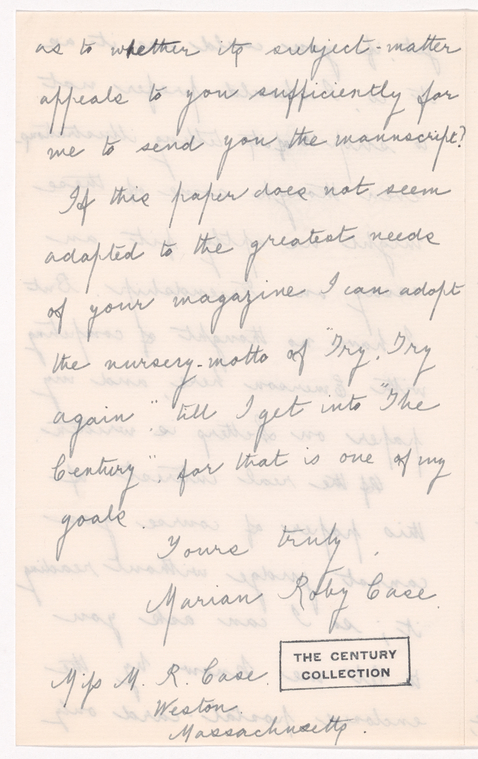 as to whether its subject-matter
appeals to you sufficiently for
me to send you the manuscript?
If this paper does not seem
adapted to the greatest needs
of your magazine I can adopt
the nursery-motto of "Try, Try
again". till I get into "The
Century". for that is one of my
goals.
Yours truly,
Marian Roby Case.
THE CENTURY
COLLECTION
Miss M. R. Case.
Weston.
Massachusetts.